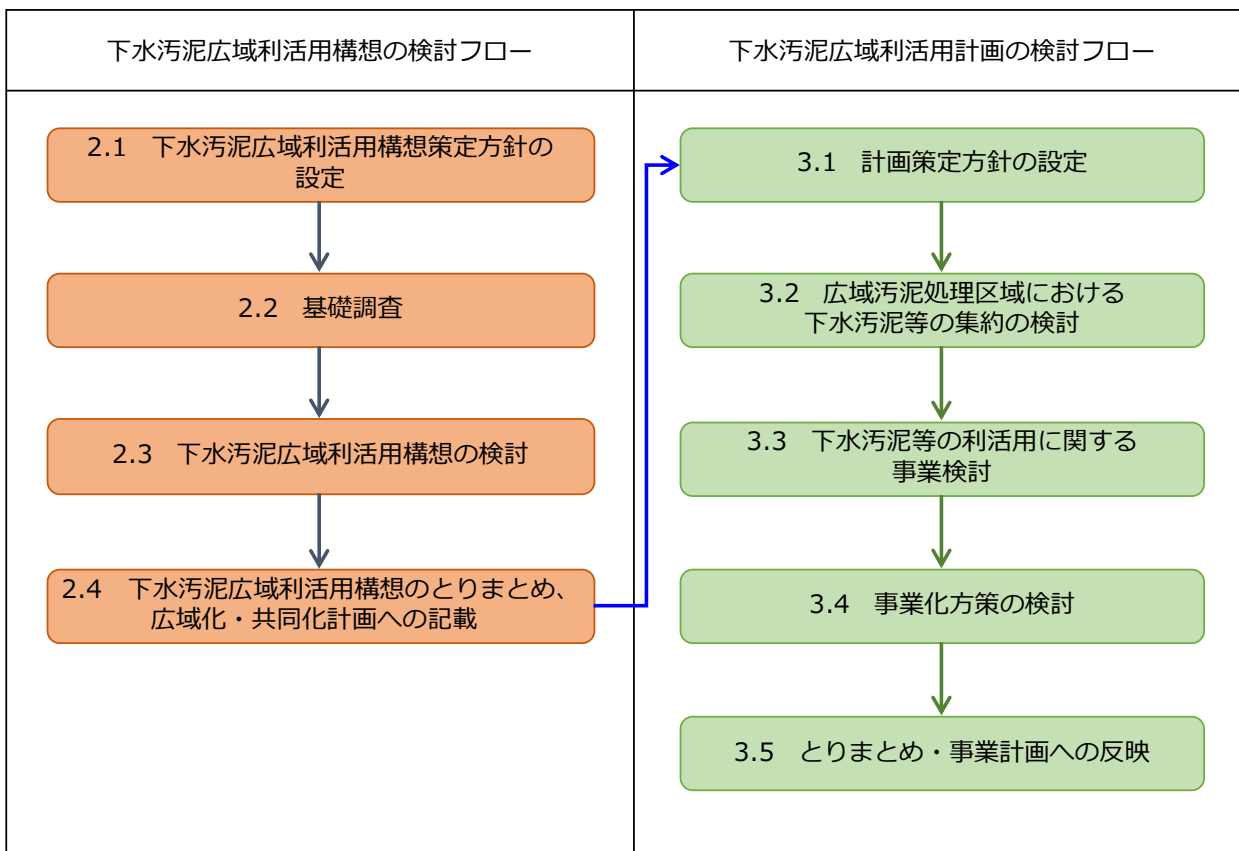 下水汚泥広域利活用構想の検討フロー
2.1　下水汚泥広域利活用構想策定方針の
設定
2.2　基礎調査
2.3　下水汚泥広域利活用構想の検討
2.4　下水汚泥広域利活用構想のとりまとめ、
広域化・共同化計画への記載
下水汚泥広域利活用計画の検討フロー
3.1　計画策定方針の設定
3.2　広域汚泥処理区域における
下水汚泥等の集約の検討
3.3　下水汚泥等の利活用に関する
事業検討
3.4　事業化方策の検討
3.5　とりまとめ・事業計画への反映